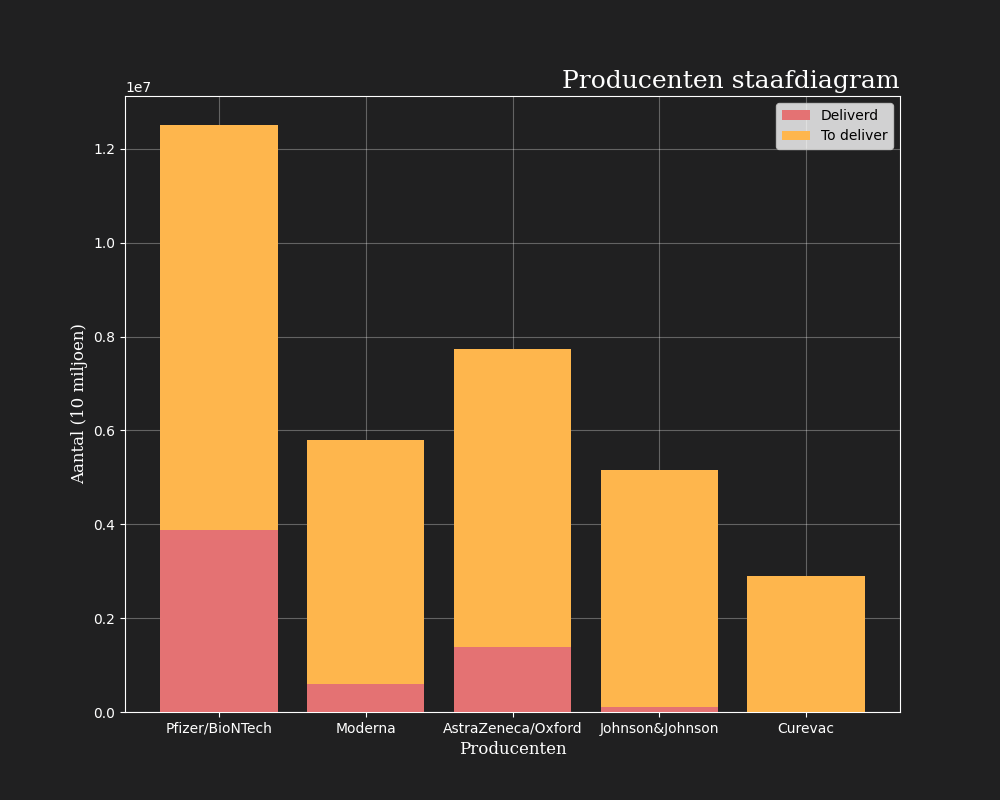 Producenten staafdiagram
1e7
Deliverd
To deliver
1.2
1.0
0.8
0.6
0.4
0.2
0.0
Aantal (10 miljoen)
Pfizer/BioNTech Moderna AstraZeneca/Oxford Johnson&Johnson Curevac
Producenten